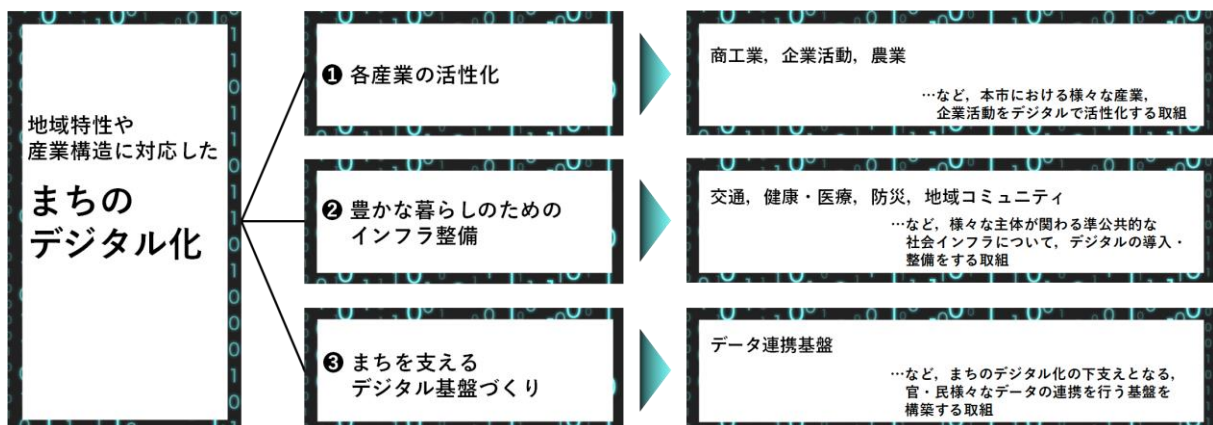 地域特性や
産業構造に対応した
まちの
デジタル化
❶ 各産業の活性化
商工業，企業活動，農業
…など，本市における様々な産業，
企業活動をデジタルで活性化する取組
❷ 豊かな暮らしのための
インフラ整備
交通，健康・医療，防災，地域コミュニティ
…など，様々な主体が関わる準公共的な
社会インフラについて，デジタルの導入・
整備をする取組
❸ まちを支える
デジタル基盤づくり
データ連携基盤
…など，まちのデジタル化の下支えとなる，
官・民様々なデータの連携を行う基盤を
構築する取組